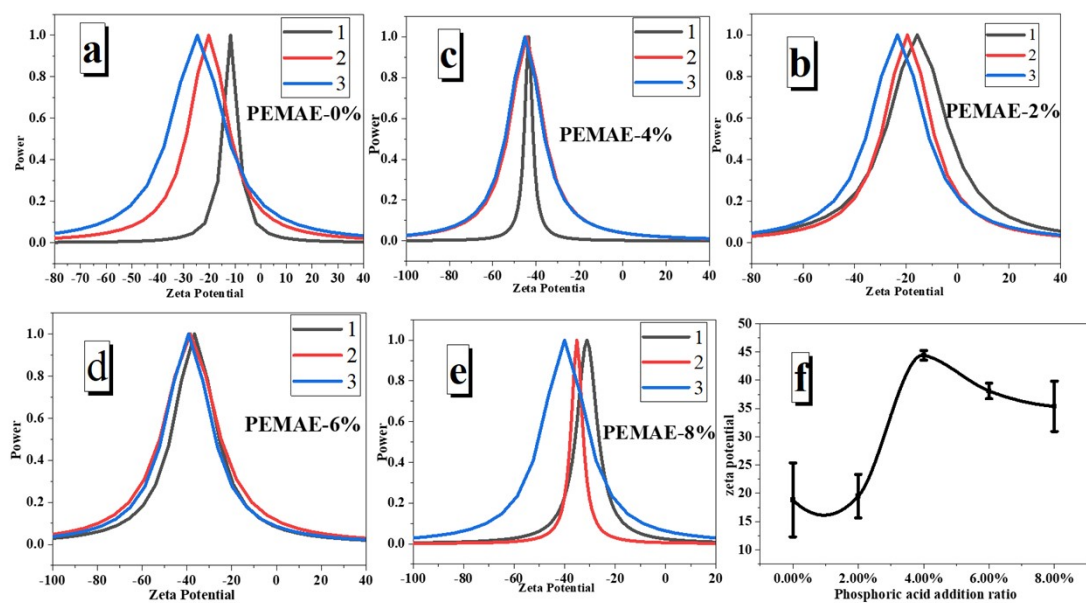 a
1
2
3
PEMAE-0%
Power
1.0
0.8
0.6
0.4
0.2
0.0
-80 -70 -60 -50 -40 -30 -20 -10 0 10 20 30 40
Zeta Potential
c
1
2
3
PEMAE-4%
Power
1.0
0.8
0.6
0.4
0.2
0.0
-100 -80 -60 -40 -20 0 20 40
Zeta Potentia
b
1
2
3
PEMAE-2%
Power
1.0
0.8
0.6
0.4
0.2
0.0
-80 -60 -40 -20 0 20 40
Zeta Potential
d
1
2
3
PEMAE-6%
Power
1.0
0.8
0.6
0.4
0.2
0.0
-100 -80 -60 -40 -20 0 20 40
Zeta Potential
e
1
2
3
PEMAE-8%
Power
1.0
0.8
0.6
0.4
0.2
0.0
-100 -80 -60 -40 -20 0 20
Zeta Potential
f
zeta potential
50
45
40
35
30
25
20
15
10
0.00% 2.00% 4.00% 6.00% 8.00%
Phosphoric acid addition ratio